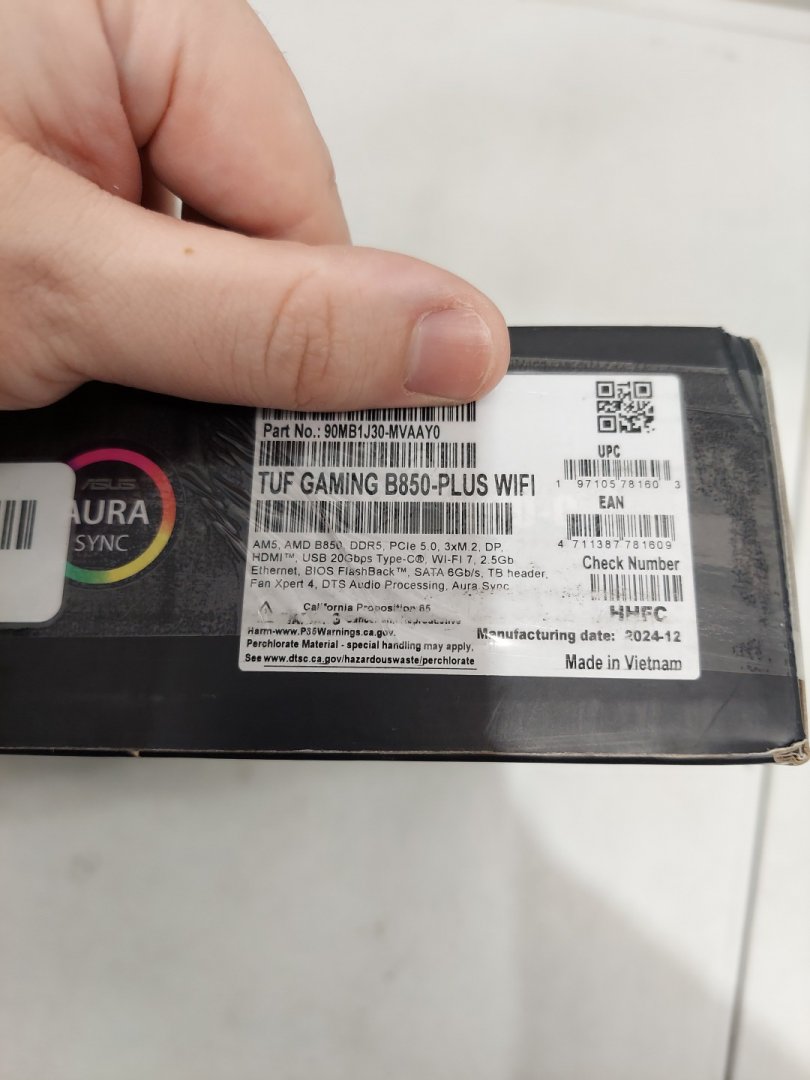 Part No.: 90MB1J30-MVAAY0
TUF GAMING B850-PLUS WIFI
AM5, AMD B850, DDR5, PCIe 5.0, 3xM.2, DP,
HDMI™, USB 20Gbps Type-C®, Wi-Fi 7, 2.5Gb
Ethernet, BIOS FlashBack™, SATA 6Gb/s, TB header,
Fan Xpert 4, DTS Audio Processing, Aura Sync
California Proposition 65
Harm-www.P35Warnings.ca.gov.
Perchlorate Material - special handling may apply,
See www.dtsc.ca.gov/hazardouswaste/perchlorate
UPC
1 97105 78160 3
EAN
4 711387 781609
Check Number
HHFC
Manufacturing date: 2024-12
Made in Vietnam
ASUS
AURA
SYNC